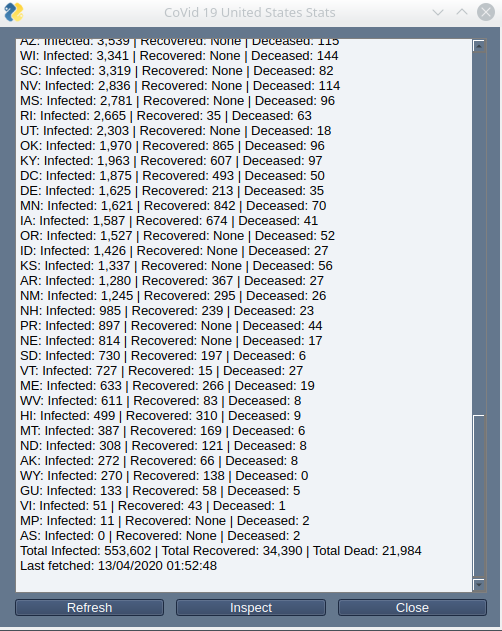 CoVid 19 United States Stats
AZ: Infected: 3,539 | Recovered: None | Deceased: 115
WI: Infected: 3,341 | Recovered: None | Deceased: 144
SC: Infected: 3,319 | Recovered: None | Deceased: 82
NV: Infected: 2,836 | Recovered: None | Deceased: 114
MS: Infected: 2,781 | Recovered: None | Deceased: 96
RI: Infected: 2,665 | Recovered: 35 | Deceased: 63
UT: Infected: 2,303 | Recovered: None | Deceased: 18
OK: Infected: 1,970 | Recovered: 865 | Deceased: 96
KY: Infected: 1,963 | Recovered: 607 | Deceased: 97
DC: Infected: 1,875 | Recovered: 493 | Deceased: 50
DE: Infected: 1,625 | Recovered: 213 | Deceased: 35
MN: Infected: 1,621 | Recovered: 842 | Deceased: 70
IA: Infected: 1,587 | Recovered: 674 | Deceased: 41
OR: Infected: 1,527 | Recovered: None | Deceased: 52
ID: Infected: 1,426 | Recovered: None | Deceased: 27
KS: Infected: 1,337 | Recovered: None | Deceased: 56
AR: Infected: 1,280 | Recovered: 367 | Deceased: 27
NM: Infected: 1,245 | Recovered: 295 | Deceased: 26
NH: Infected: 985 | Recovered: 239 | Deceased: 23
PR: Infected: 897 | Recovered: None | Deceased: 44
NE: Infected: 814 | Recovered: None | Deceased: 17
SD: Infected: 730 | Recovered: 197 | Deceased: 6
VT: Infected: 727 | Recovered: 15 | Deceased: 27
ME: Infected: 633 | Recovered: 266 | Deceased: 19
WV: Infected: 611 | Recovered: 83 | Deceased: 8
HI: Infected: 499 | Recovered: 310 | Deceased: 9
MT: Infected: 387 | Recovered: 169 | Deceased: 6
ND: Infected: 308 | Recovered: 121 | Deceased: 8
AK: Infected: 272 | Recovered: 66 | Deceased: 8
WY: Infected: 270 | Recovered: 138 | Deceased: 0
GU: Infected: 133 | Recovered: 58 | Deceased: 5
VI: Infected: 51 | Recovered: 43 | Deceased: 1
MP: Infected: 11 | Recovered: None | Deceased: 2
AS: Infected: 0 | Recovered: None | Deceased: 2
Total Infected: 553,602 | Total Recovered: 34,390 | Total Dead: 21,984
Last fetched: 13/04/2020 01:52:48
Refresh
Inspect
Close